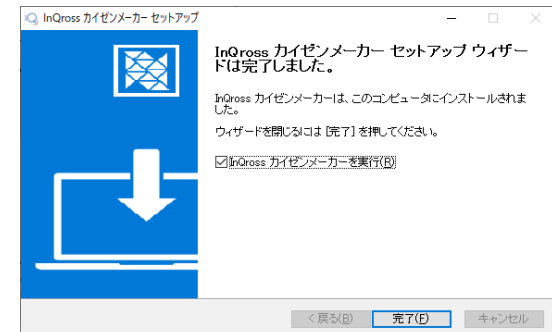 InQross カイゼンメーカー セットアップ
InQross カイゼンメーカー セットアップ ウィザー
ドは完了しました。
InQross カイゼンメーカーは、このコンピュータにインストールされま
した。
ウィザードを閉じるには [完了] を押してください。
InQross カイゼンメーカーを実行(R)
< 戻る(B) 完了(F) キャンセル